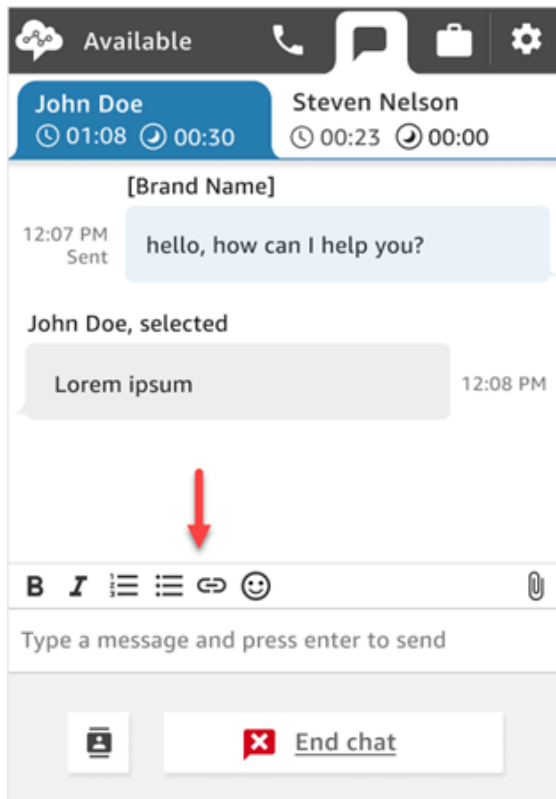 Available
John Doe
01:08 00:30
Steven Nelson
00:23 00:00
[Brand Name]
12:07 PM
Sent
hello, how can I help you?
John Doe, selected
Lorem ipsum
12:08 PM
B I
Type a message and press enter to send
End chat